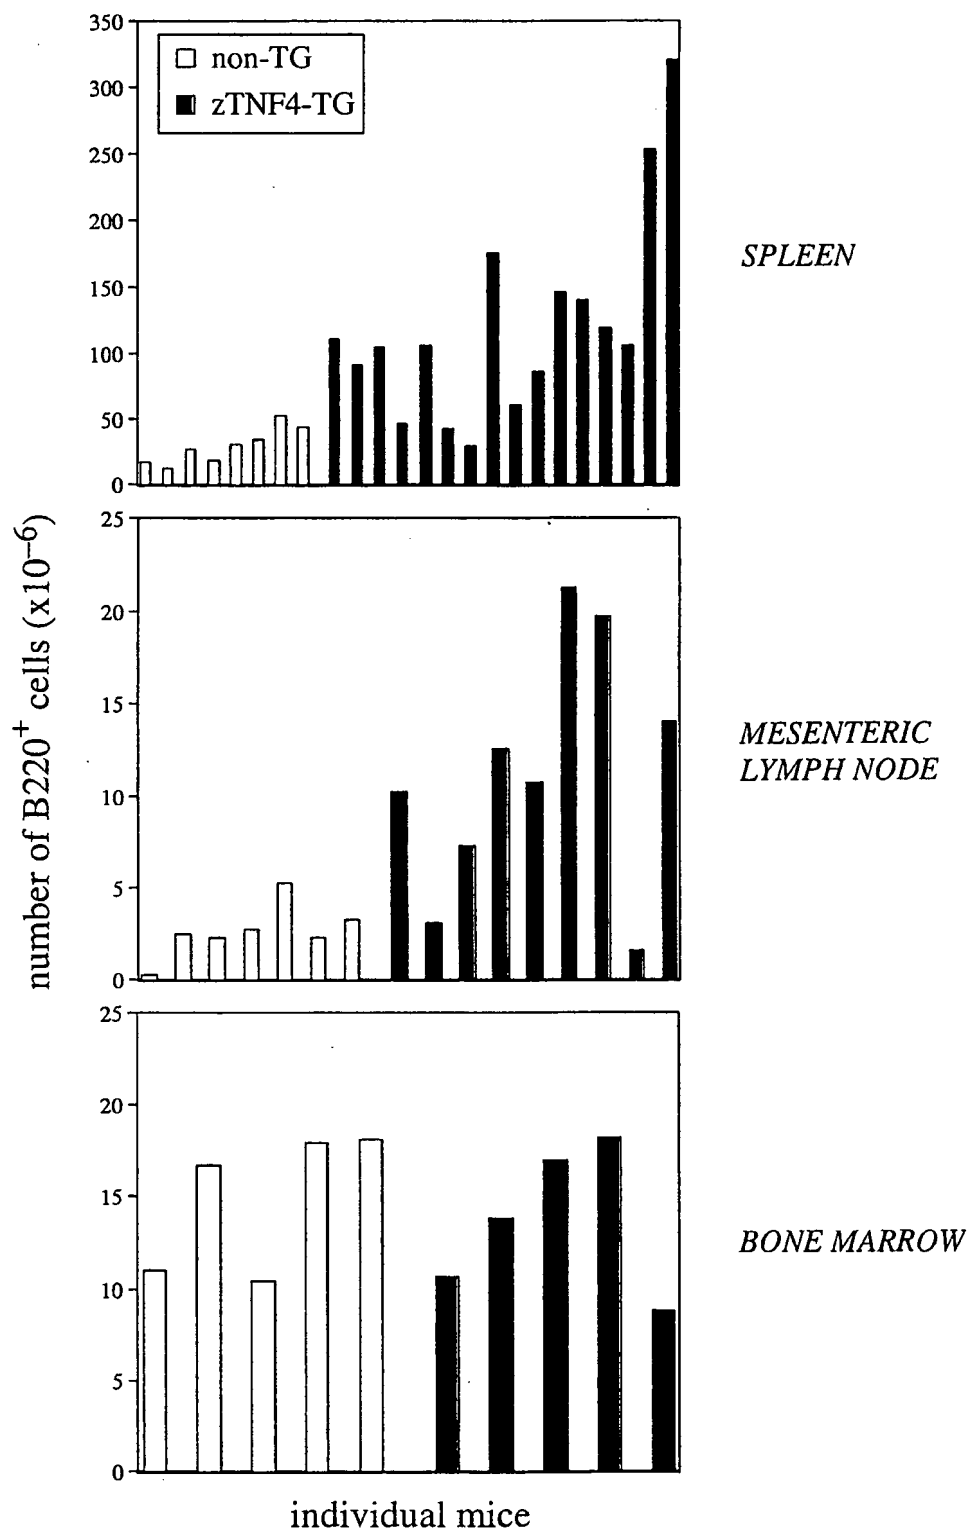 350
300
250
200
150
100
50
0
non-TG
zTNF4-TG
SPLEEN
number of B220+ cells (x10−6)
25
20
15
10
5
0
MESENTERIC
LYMPH NODE
25
20
15
10
5
0
BONE MARROW
individual mice